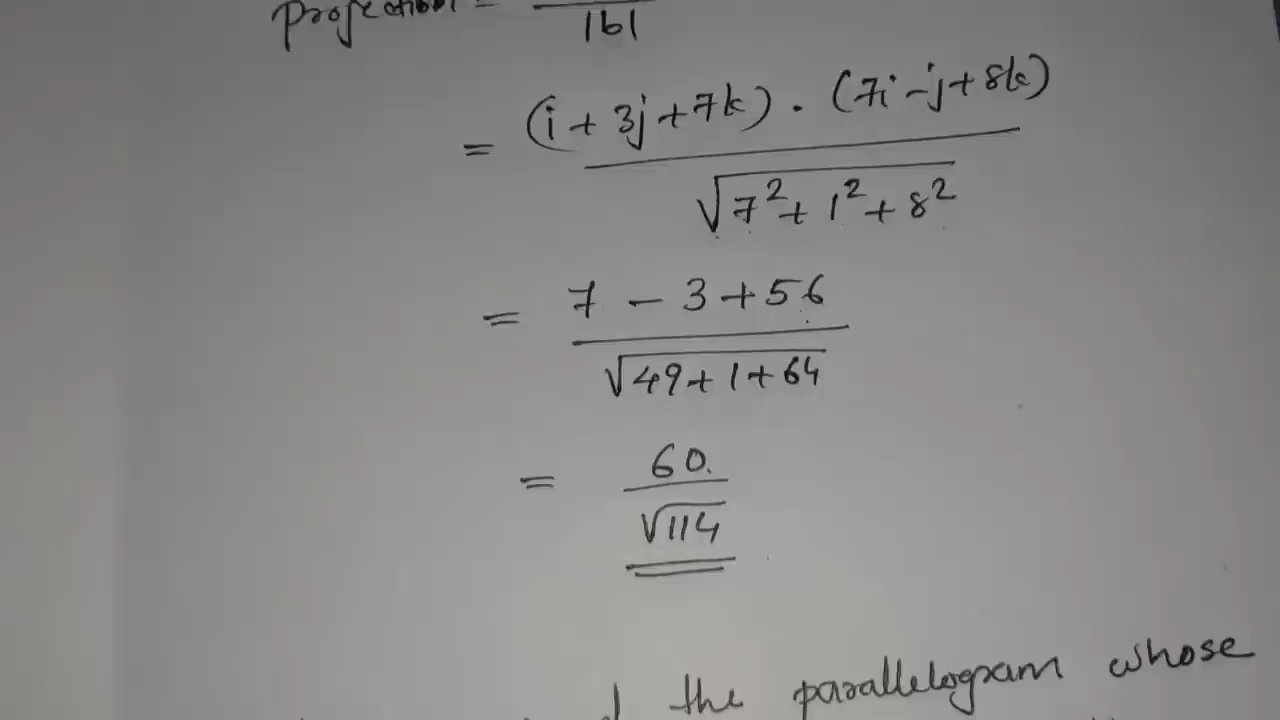 Projection =
|b|
= (i + 3j + 7k) . (7i - j + 8k)
√7² + 1² + 8²
= 7 - 3 + 56
√49 + 1 + 64
= 60
√114
the parallelogram whose